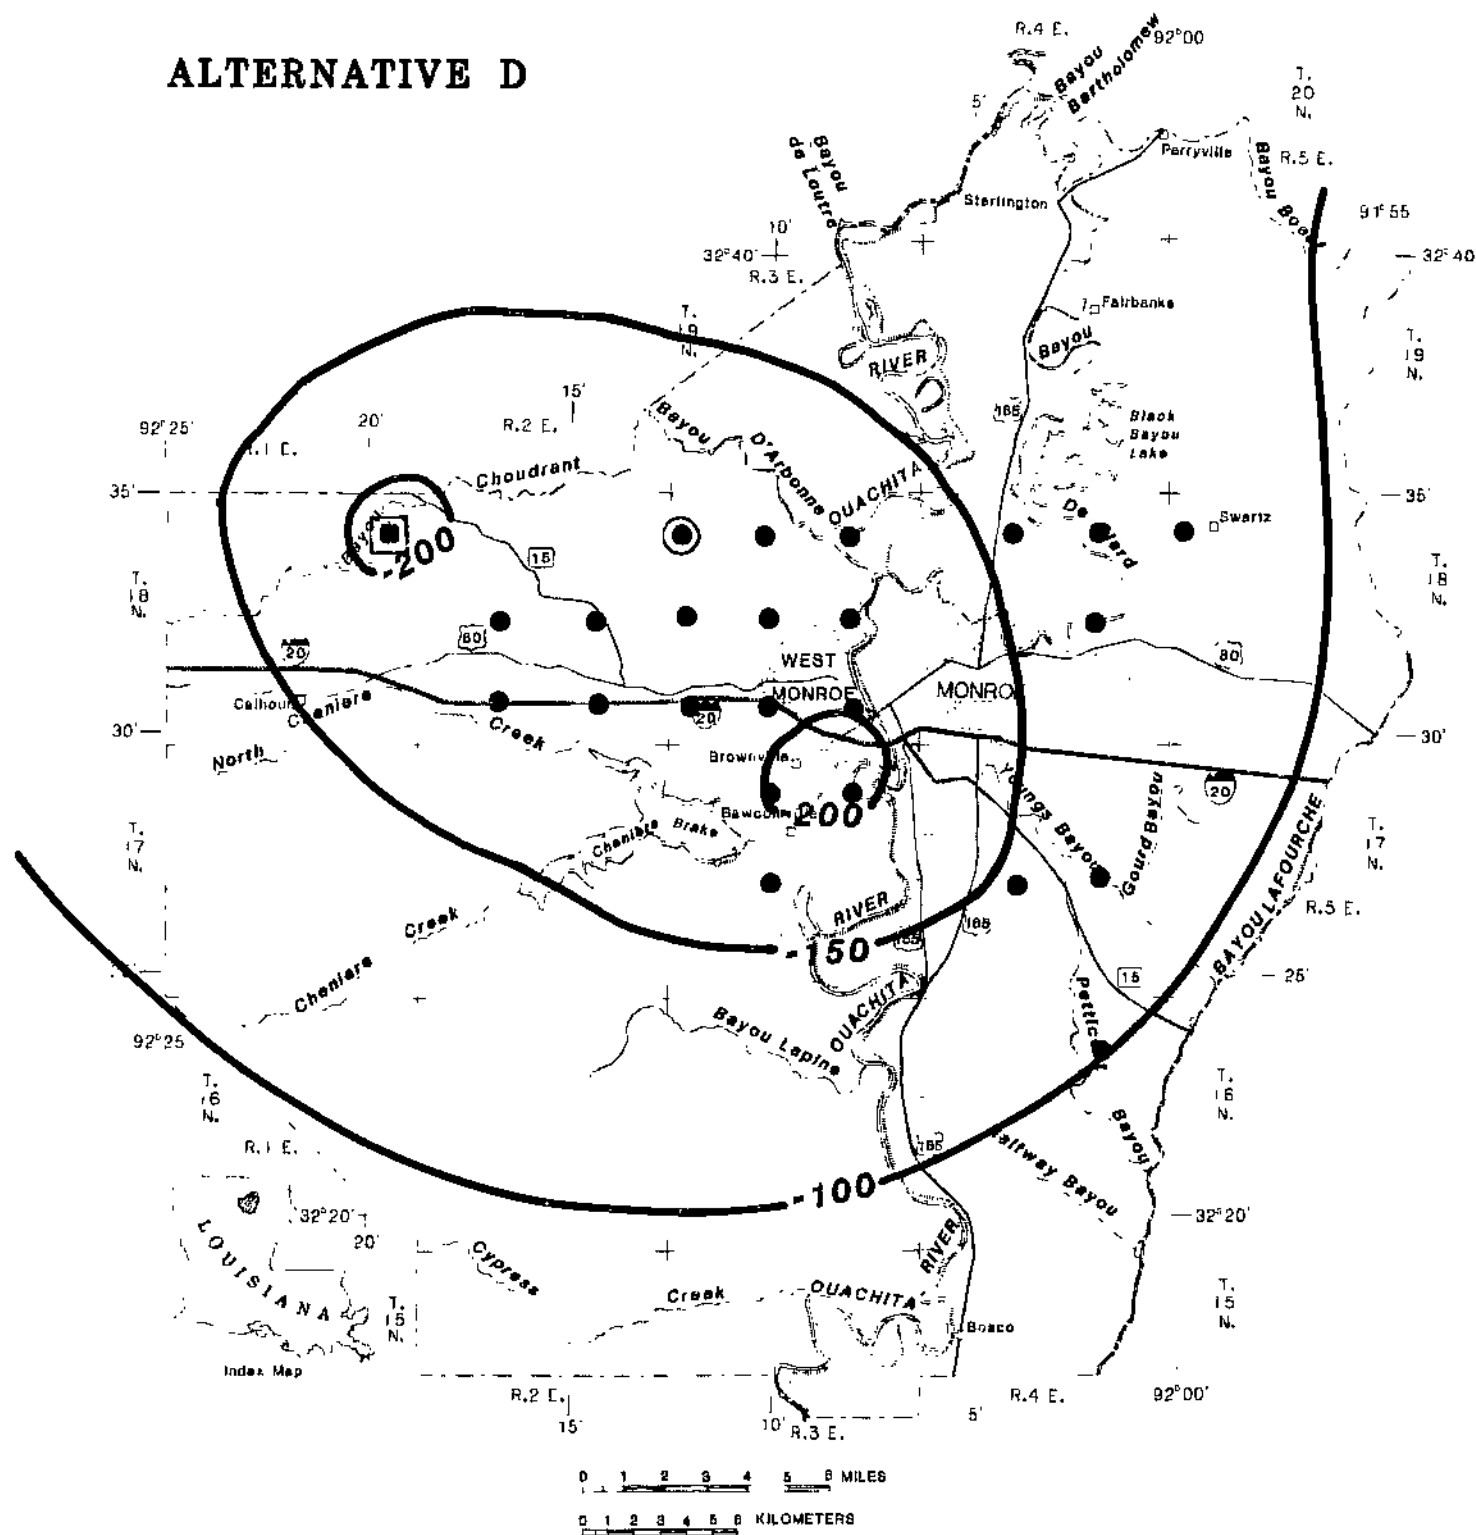 ALTERNATIVE D
R.4 E.
92°00'
Bayou
Bartholomew
5'
T.
20
N.
Bayou
De Loutre
Perryville
R.5 E.
Bayou
Sterlington
91°55
10'
32°40'
32°40
R.3 E.
Fairbanks
T.
19
N.
Bayou
RIVER
T.
19
N.
15'
165
Black
Bayou
Lake
Bayou
20'
R.2 E.
92°25'
D'Arbonne
Choudrant
OUACHITA
35'
35'
De
Swartz
-200
15
T.
18
N.
T.
18
N.
80
20
WEST
MONROE
80
Calhoun
Cheniere
20
Creek
30'
30'
North
Brownville
20
200
Cheniere Brake
Bayou
Gourd Bayou
T.
17
N.
T.
17
N.
BAYOU LAFOURCHE
RIVER
R.5 E.
Creek
165
165
-150
Cheniere
15
25'
OUACHITA
Bayou Lapine
92°25
T.
16
N.
T.
16
N.
Bayou
R.1 E.
165
Bayou
-100
32°20'
20'
32°20'
LOUISIANA
RIVER
Cypress
Creek
OUACHITA
T.
15
N.
T.
15
N.
Bosco
Index Map
R.2 E.
R.4 E.
92°00'
15'
10'
5'
R.3 E.
0 1 2 3 4 5 6 MILES
0 1 2 3 4 5 6 KILOMETERS